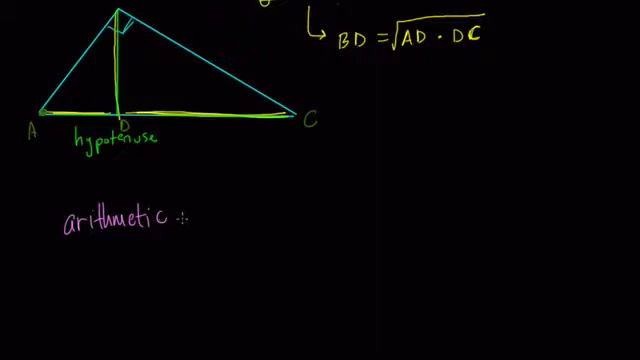 BD = √AD · DC
A
D
C
hypotenuse
arithmetic